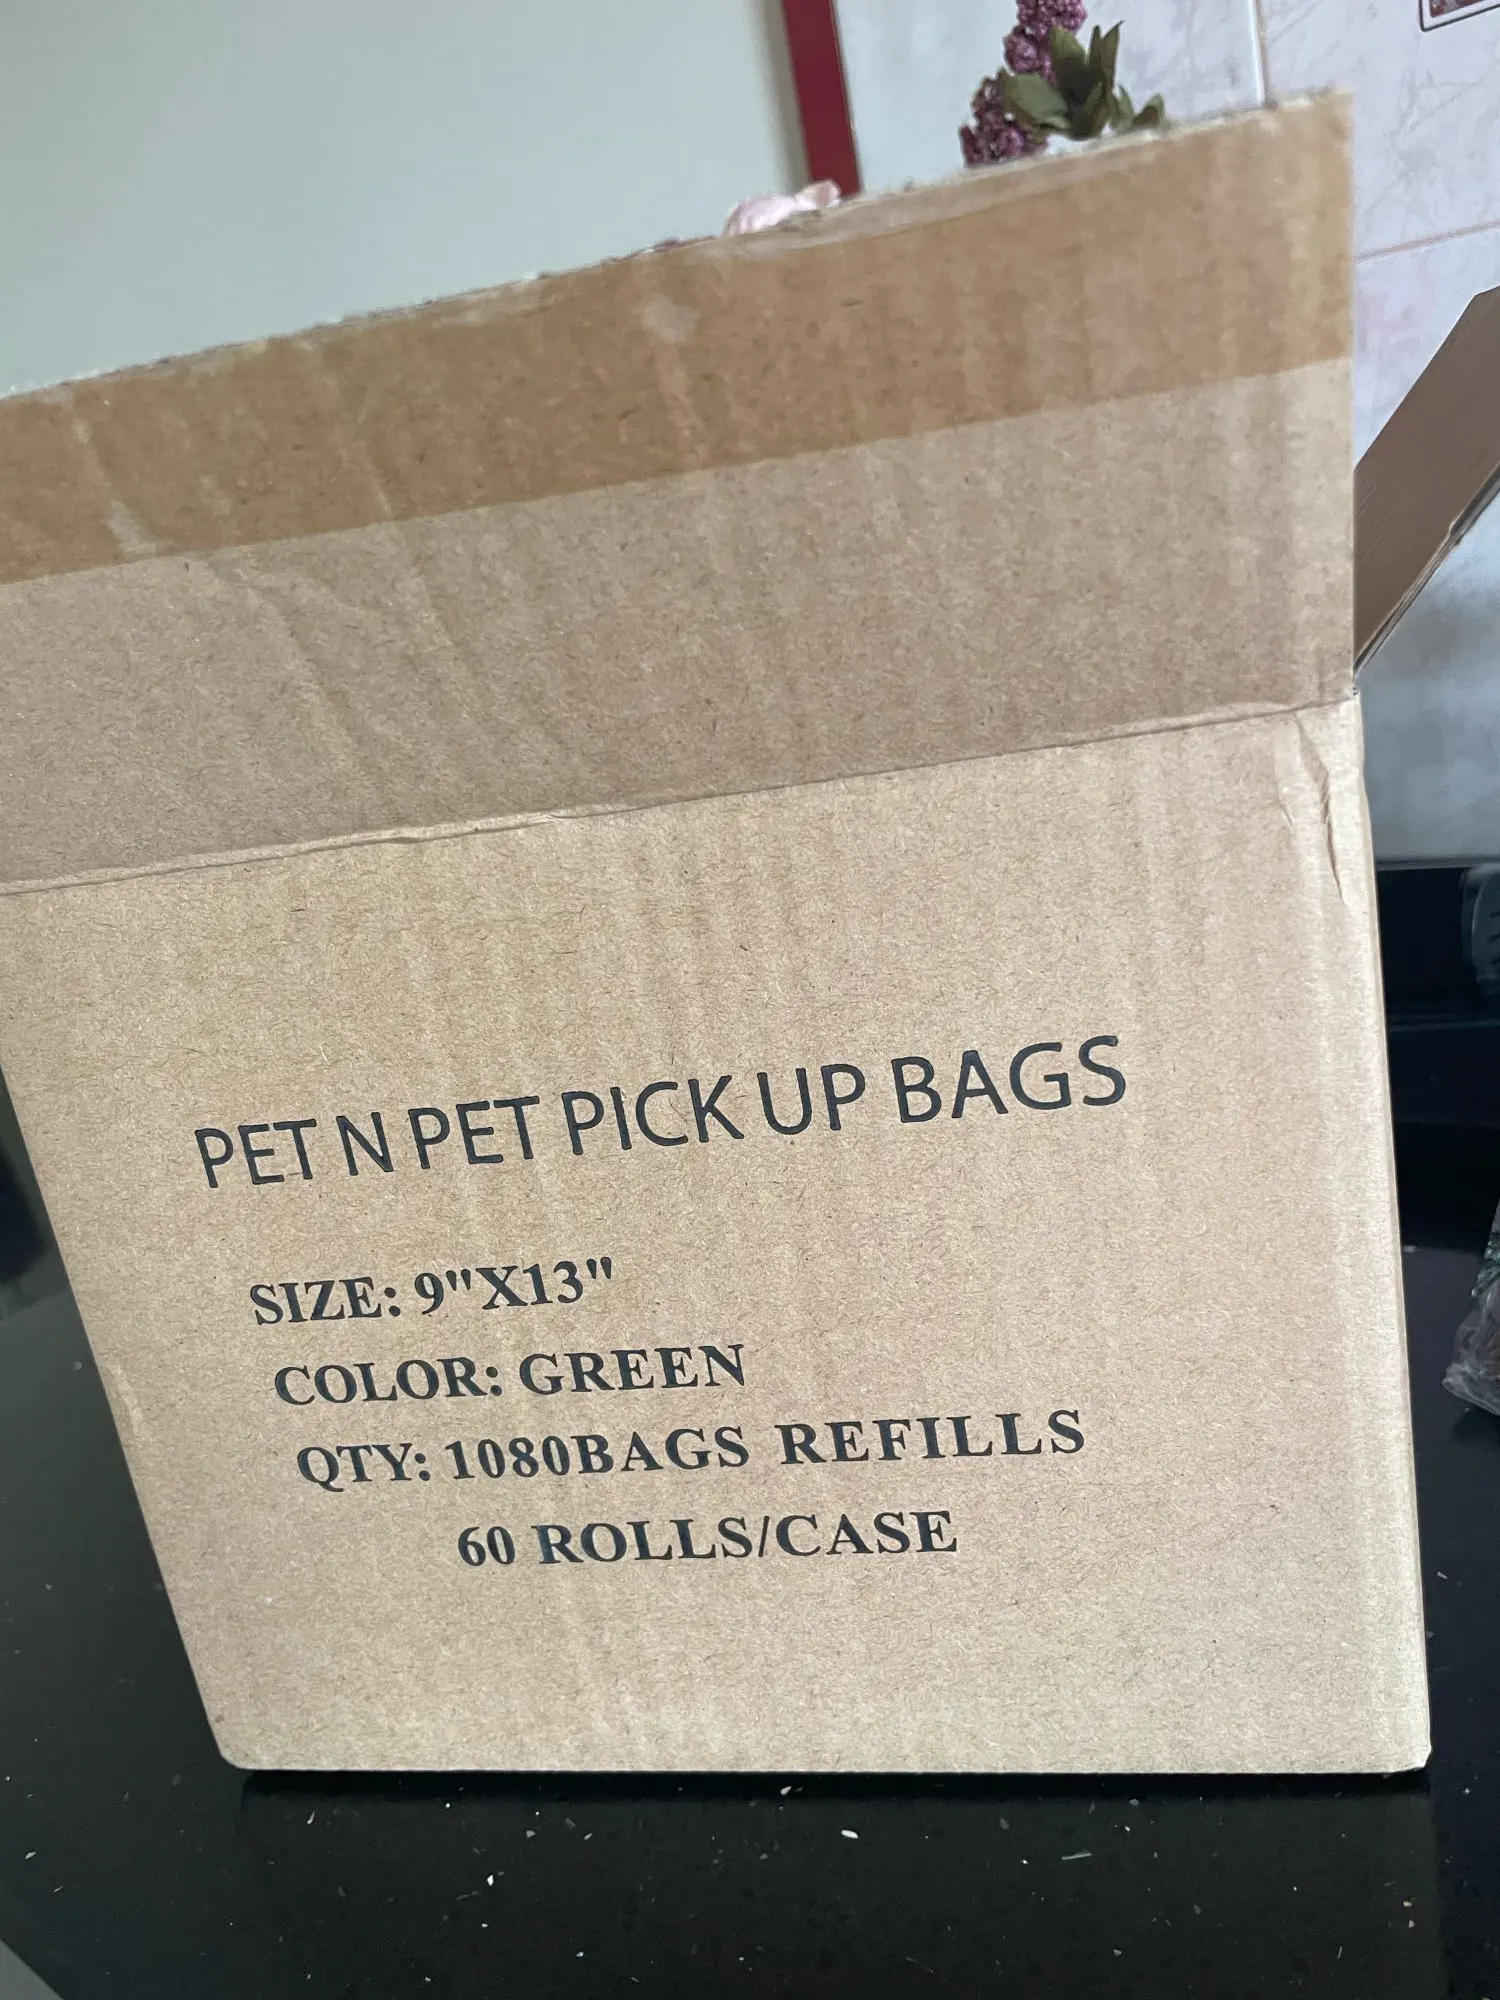 PET N PET PICK UP BAGS
SIZE: 9"X13"
COLOR: GREEN
QTY: 1080BAGS REFILLS
60 ROLLS/CASE